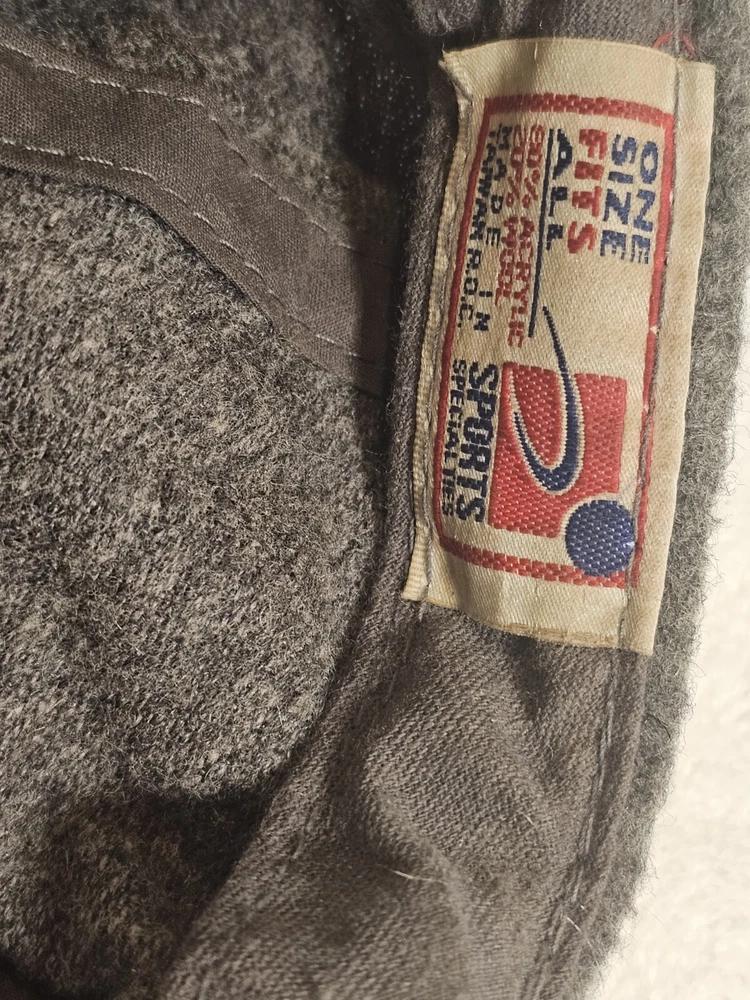 ONE
SIZE
FITS
ALL
80% ACRYLIC
20% WOOL
MADE IN
TAIWAN R.O.C.
SPORTS
SPECIALTIES